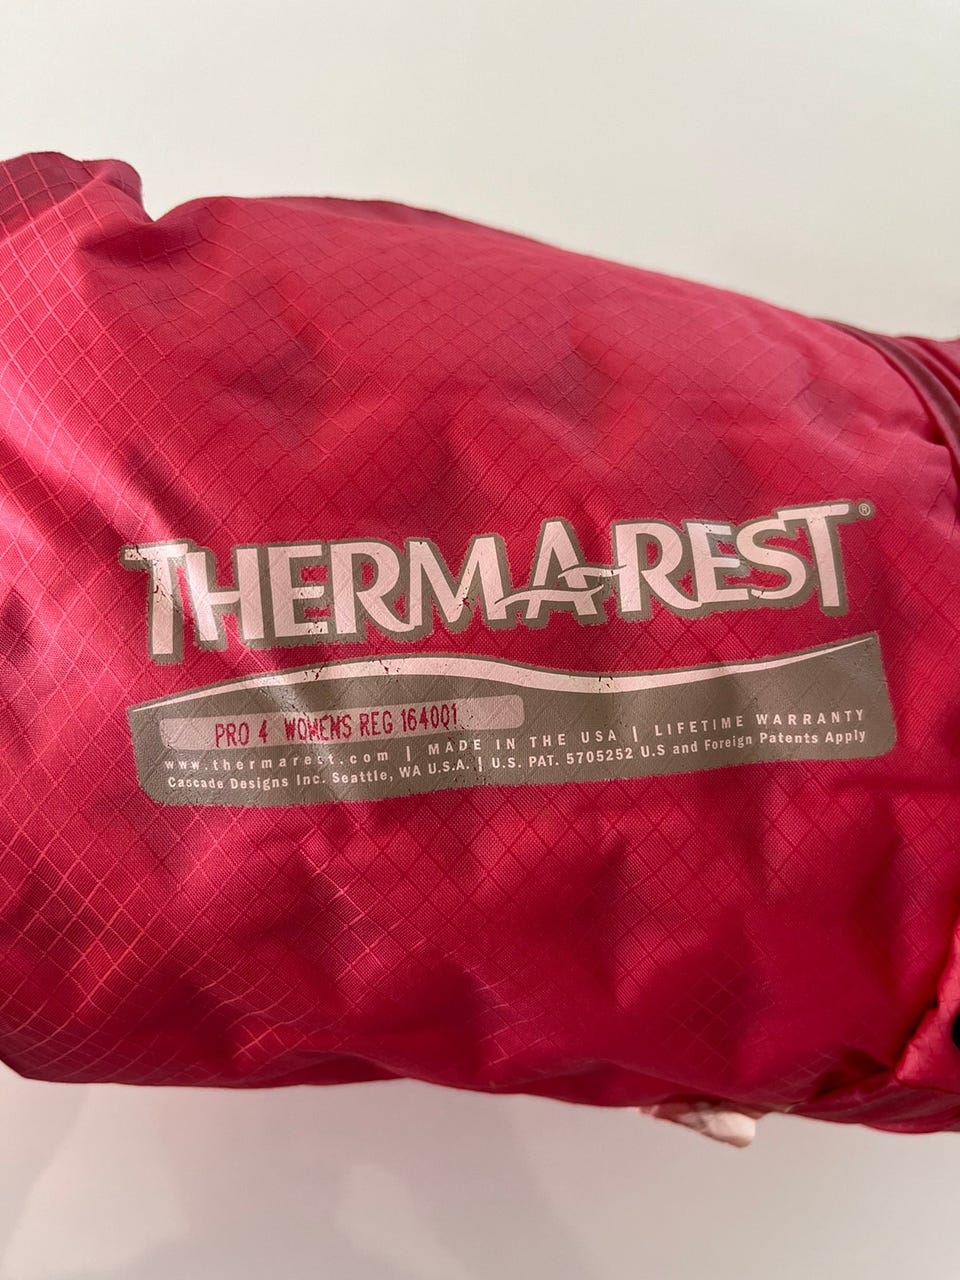 THERMAREST®
PRO 4 WOMENS REG 164001
www.thermarest.com | MADE IN THE USA | LIFETIME WARRANTY
Cascade Designs Inc. Seattle, WA U.S.A. | U.S. PAT. 5705252 U.S and Foreign Patents Apply